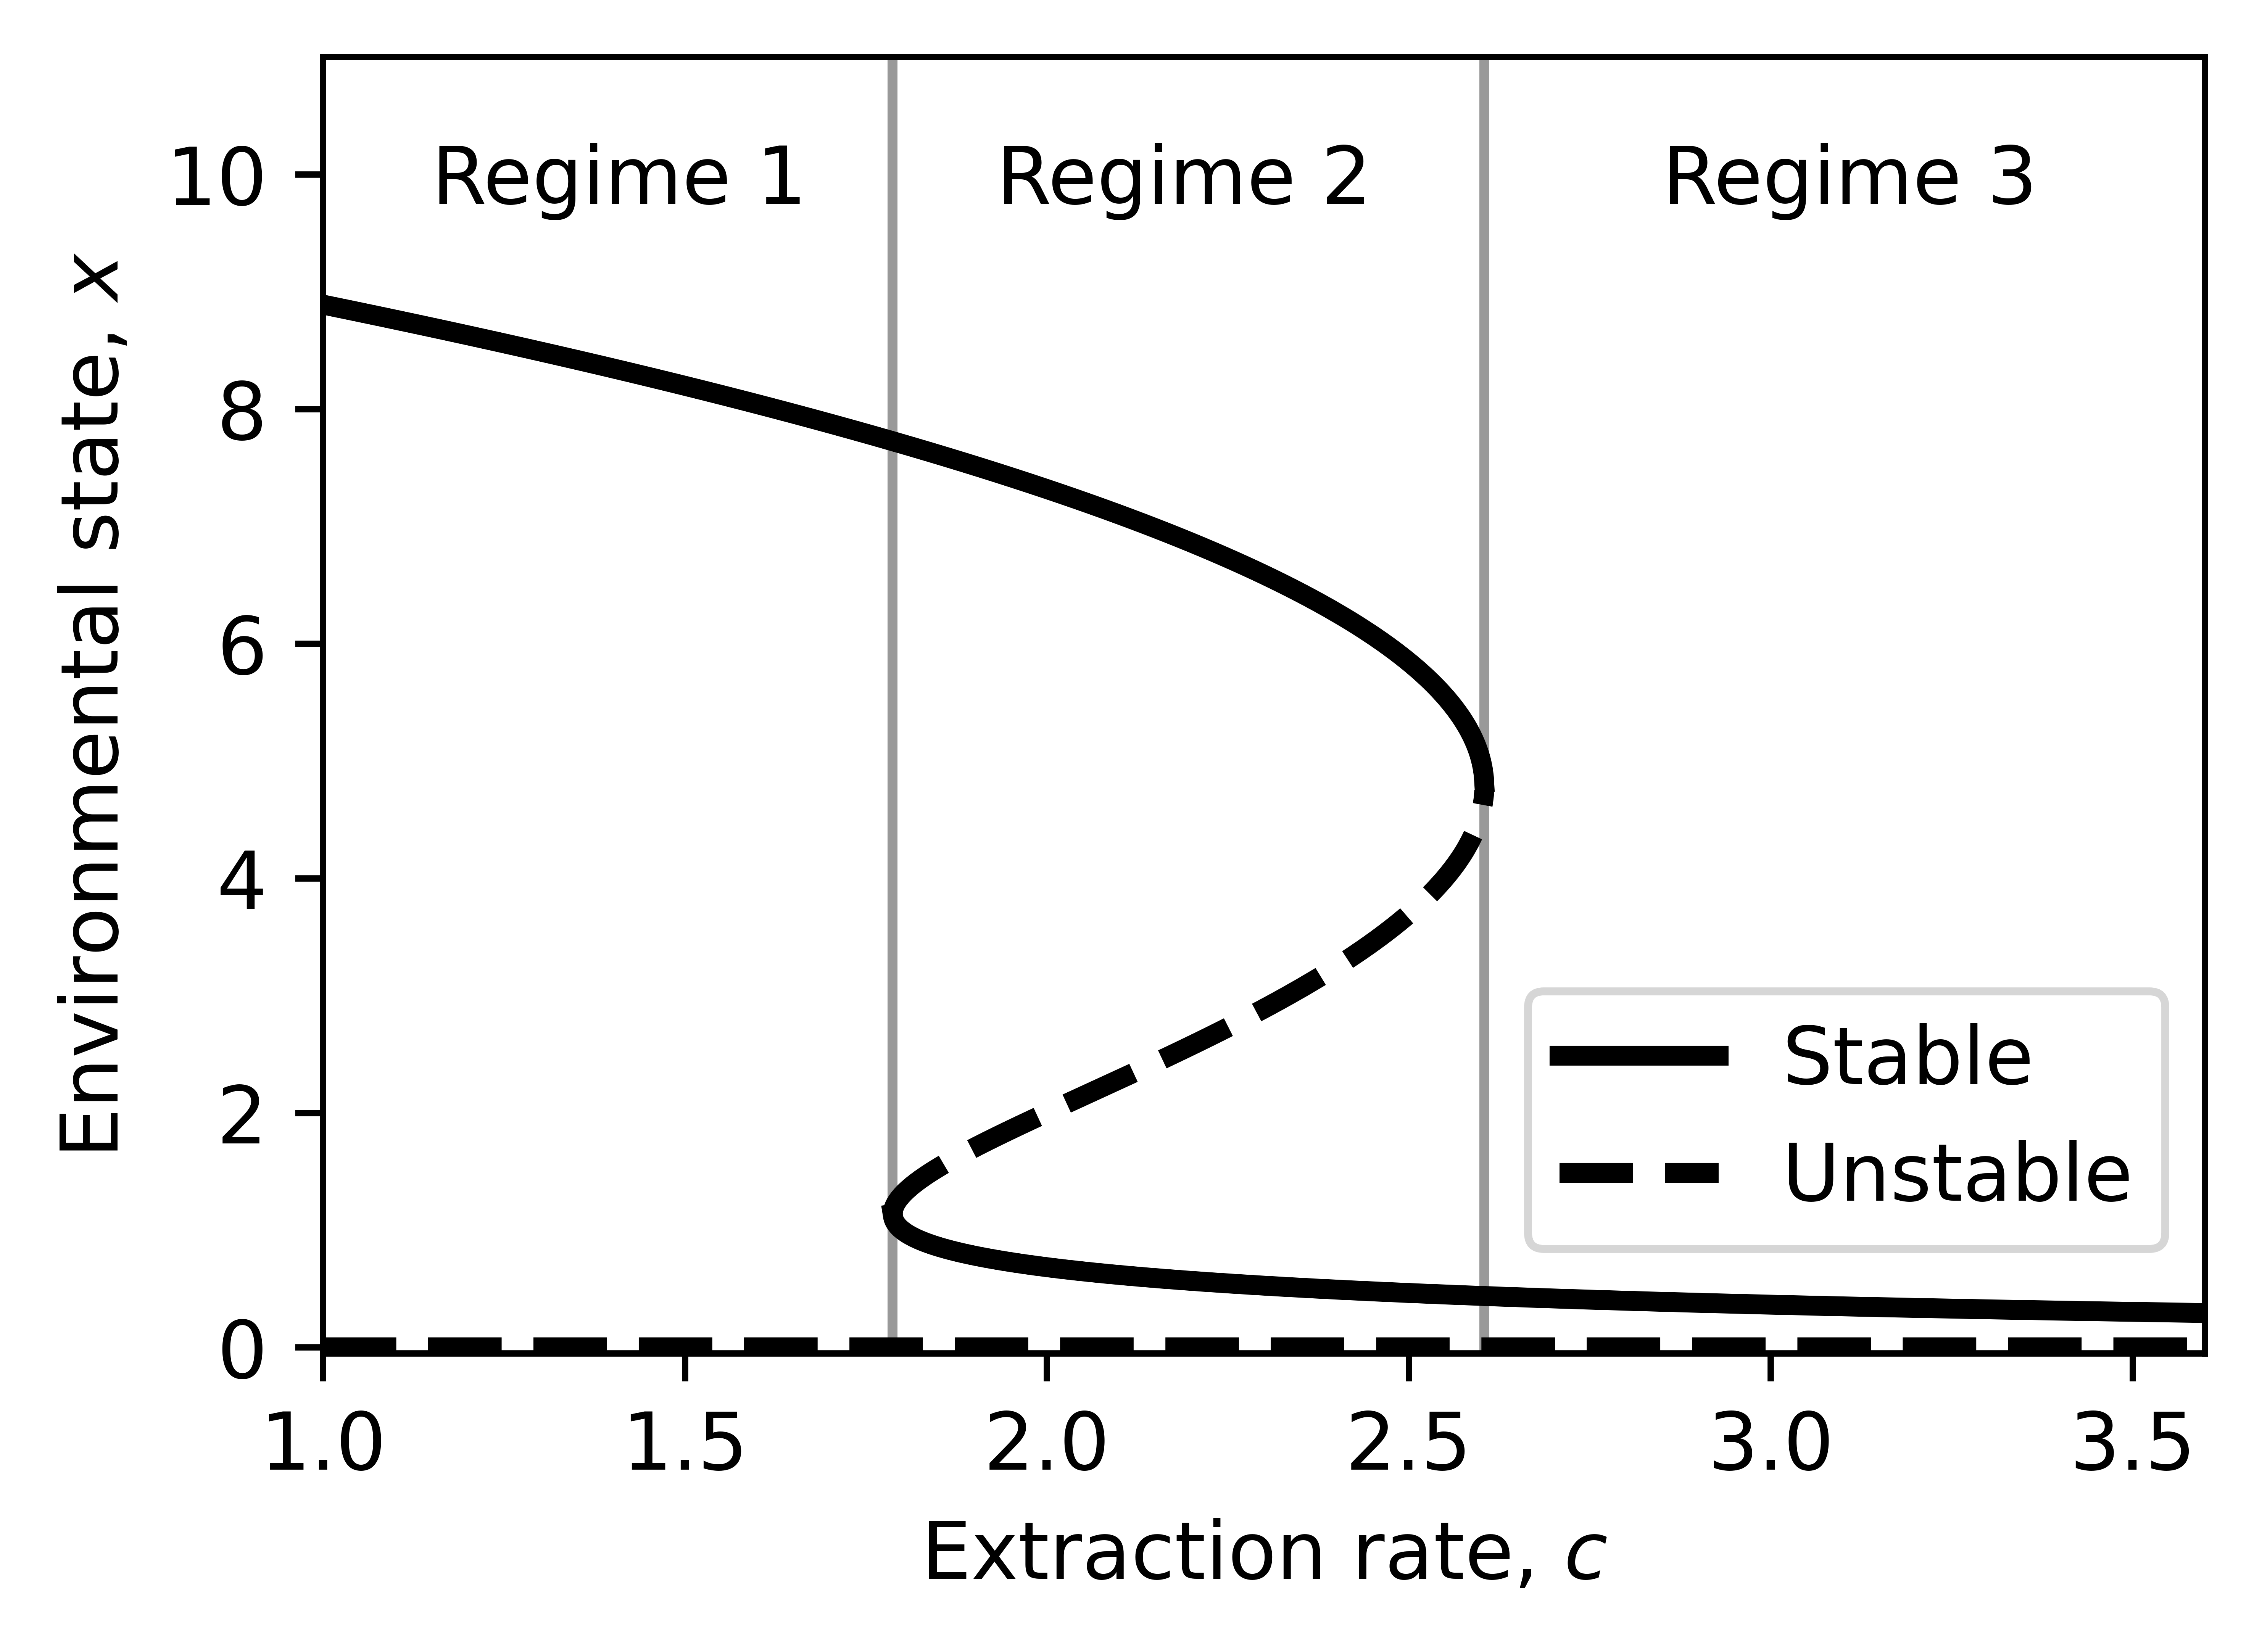 Environmental state, x
10
8
6
4
2
0
Regime 1
Regime 2
Regime 3
Stable
Unstable
1.0
1.5
2.0
2.5
3.0
3.5
Extraction rate, c